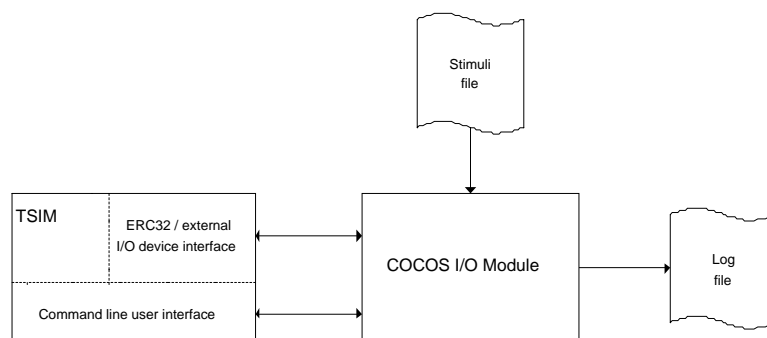 Stimuli
file
TSIM
ERC32 / external
I/O device interface
Command line user interface
COCOS I/O Module
Log
file